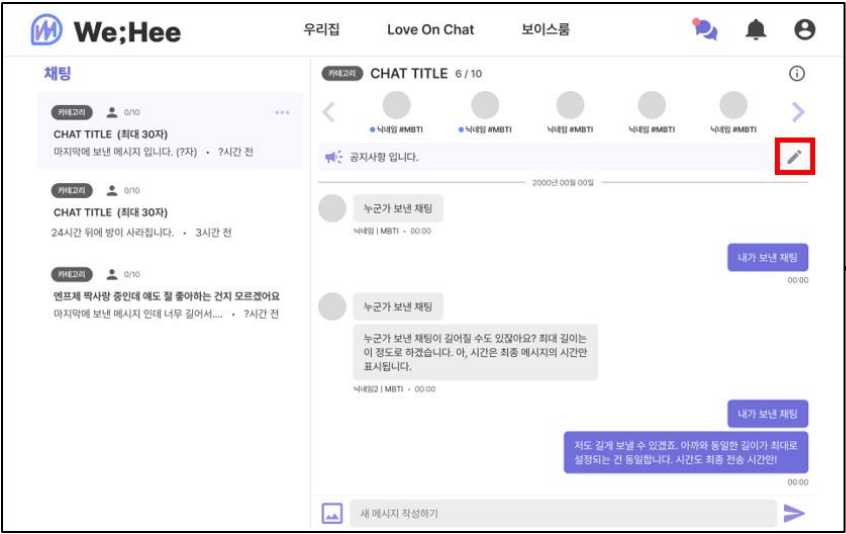 We;Hee
우리집
Love On Chat
보이스룸
채팅
카테고리 0/10
CHAT TITLE (최대 30자)
마지막에 보낸 메시지 입니다. (?자) • ?시간 전
카테고리 0/10
CHAT TITLE (최대 30자)
24시간 뒤에 방이 사라집니다. • 3시간 전
카테고리 0/10
엔프제 짝사랑 중인데 얘도 절 좋아하는 건지 모르겠어요
마지막에 보낸 메시지 인데 너무 길어서.... • ?시간 전
카테고리 CHAT TITLE 6 / 10
닉네임 #MBTI
닉네임 #MBTI
닉네임 #MBTI
닉네임 #MBTI
닉네임 #MBTI
공지사항 입니다.
2000년 00월 00일
누군가 보낸 채팅
닉네임 | MBTI • 00:00
내가 보낸 채팅
00:00
누군가 보낸 채팅
누군가 보낸 채팅이 길어질 수도 있잖아요? 최대 길이는
이 정도로 하겠습니다. 아, 시간은 최종 메시지의 시간만
표시됩니다.
닉네임2 | MBTI • 00:00
내가 보낸 채팅
저도 길게 보낼 수 있겠죠. 아까와 동일한 길이가 최대로
설정되는 건 동일합니다. 시간도 최종 전송 시간만!
00:00
새 메시지 작성하기